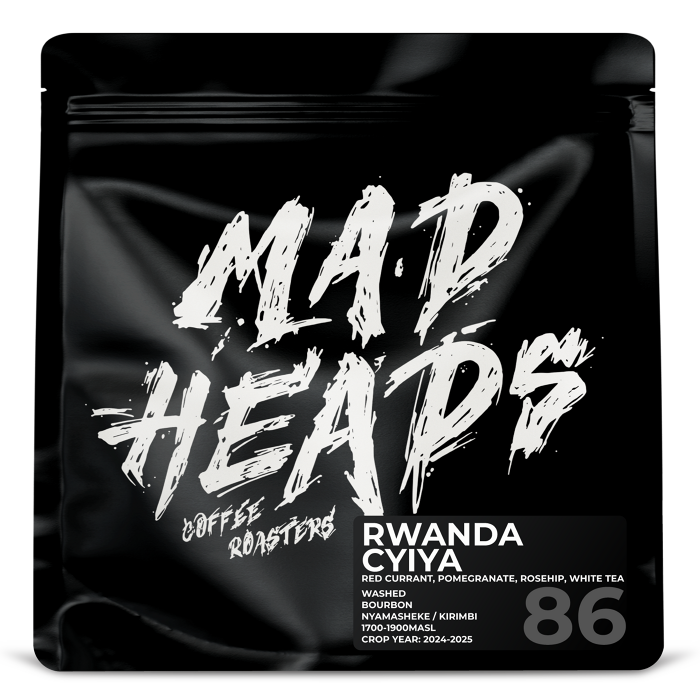 MAD
HEADS
COFFEE
ROASTERS
RWANDA
CYIYA
RED CURRANT, POMEGRANATE, ROSEHIP, WHITE TEA
WASHED
BOURBON
NYAMASHEKE / KIRIMBI
1700-1900MASL
CROP YEAR: 2024-2025
86